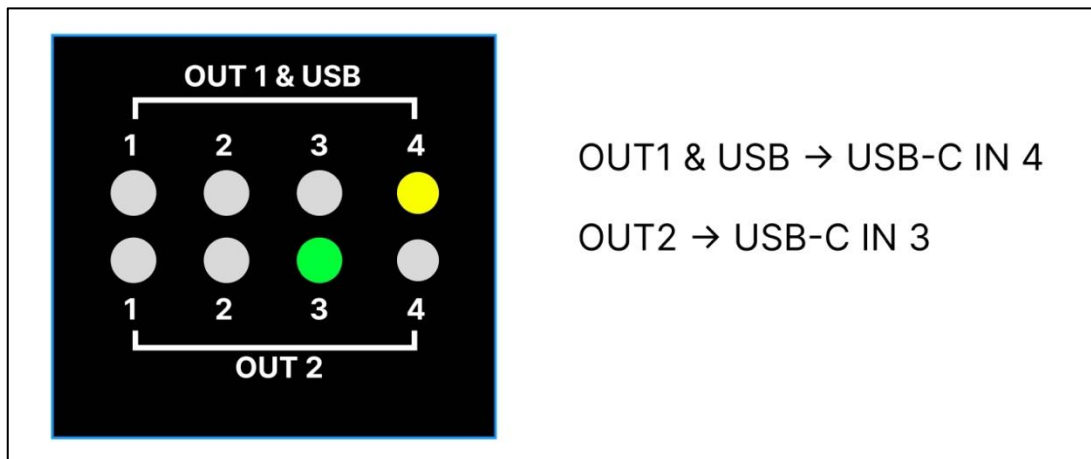 OUT 1 & USB
1 2 3 4
1 2 3 4
OUT 2
OUT1 & USB → USB-C IN 4
OUT2 → USB-C IN 3